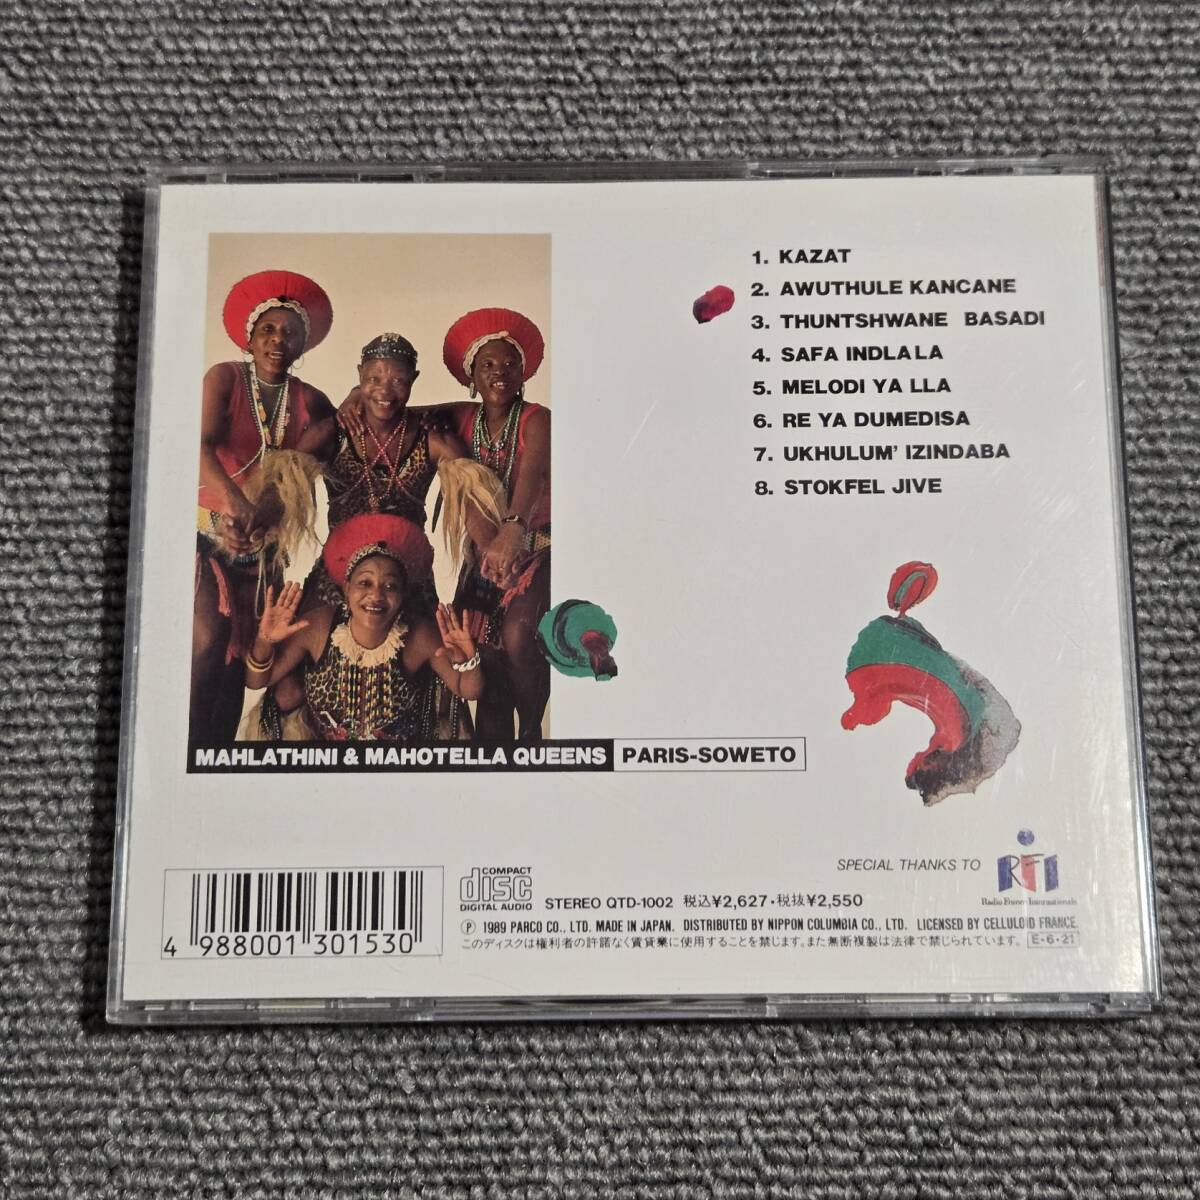 1. KAZAT
2. AWUTHULE KANCANE
3. THUNTSHWANE BASADI
4. SAFA INDLALA
5. MELODI YA LLA
6. RE YA DUMEDISA
7. UKHULUM' IZINDABA
8. STOKFEL JIVE
MAHLATHINI & MAHOTELLA QUEENS PARIS-SOWETO
SPECIAL THANKS TO RFI
Radio France Internationale
4 988001 301530
COMPACT
disc
DIGITAL AUDIO
STEREO QTD-1002 税込¥2,627・税抜¥2,550
Ⓟ 1989 PARCO CO., LTD. MADE IN JAPAN. DISTRIBUTED BY NIPPON COLUMBIA CO., LTD. LICENSED BY CELLULOID FRANCE.
このディスクは権利者の許諾なく賃貸業に使用することを禁じます。また無断複製は法律で禁じられています。 E・6・21